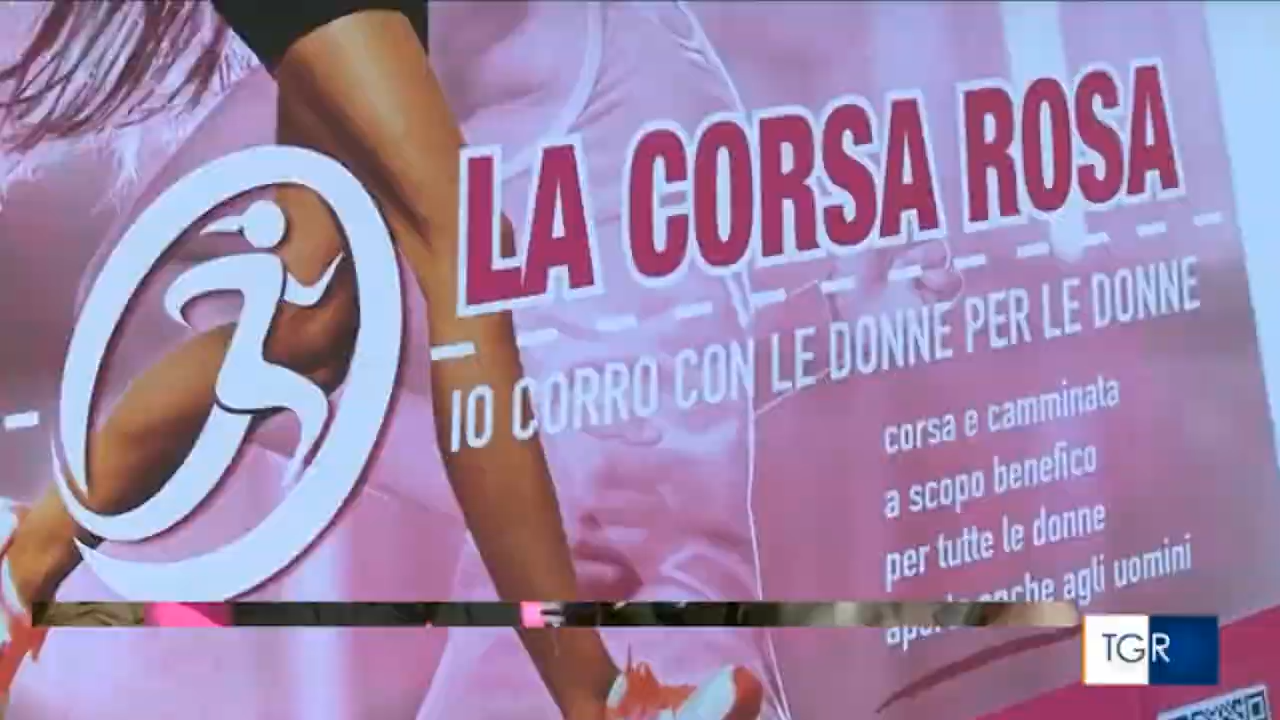 LA CORSA ROSA
IO CORRO CON LE DONNE PER LE DONNE
corsa e camminata
a scopo benefico
per tutte le donne
anche agli uomini
TGR